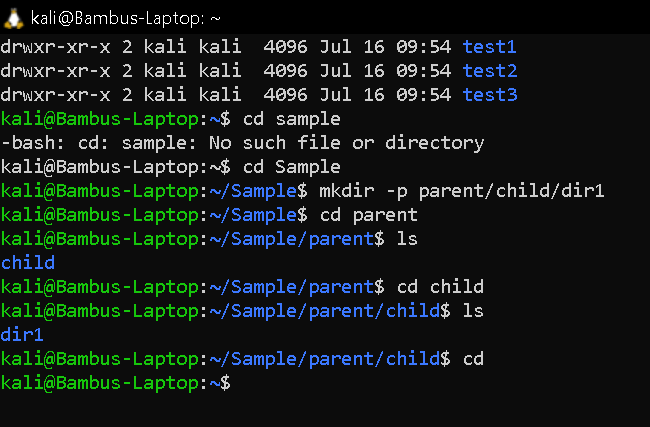 kali@Bambus-Laptop: ~
drwxr-xr-x 2 kali kali  4096 Jul 16 09:54 test1
drwxr-xr-x 2 kali kali  4096 Jul 16 09:54 test2
drwxr-xr-x 2 kali kali  4096 Jul 16 09:54 test3
kali@Bambus-Laptop:~$ cd sample
-bash: cd: sample: No such file or directory
kali@Bambus-Laptop:~$ cd Sample
kali@Bambus-Laptop:~/Sample$ mkdir -p parent/child/dir1
kali@Bambus-Laptop:~/Sample$ cd parent
kali@Bambus-Laptop:~/Sample/parent$ ls
child
kali@Bambus-Laptop:~/Sample/parent$ cd child
kali@Bambus-Laptop:~/Sample/parent/child$ ls
dir1
kali@Bambus-Laptop:~/Sample/parent/child$ cd
kali@Bambus-Laptop:~$